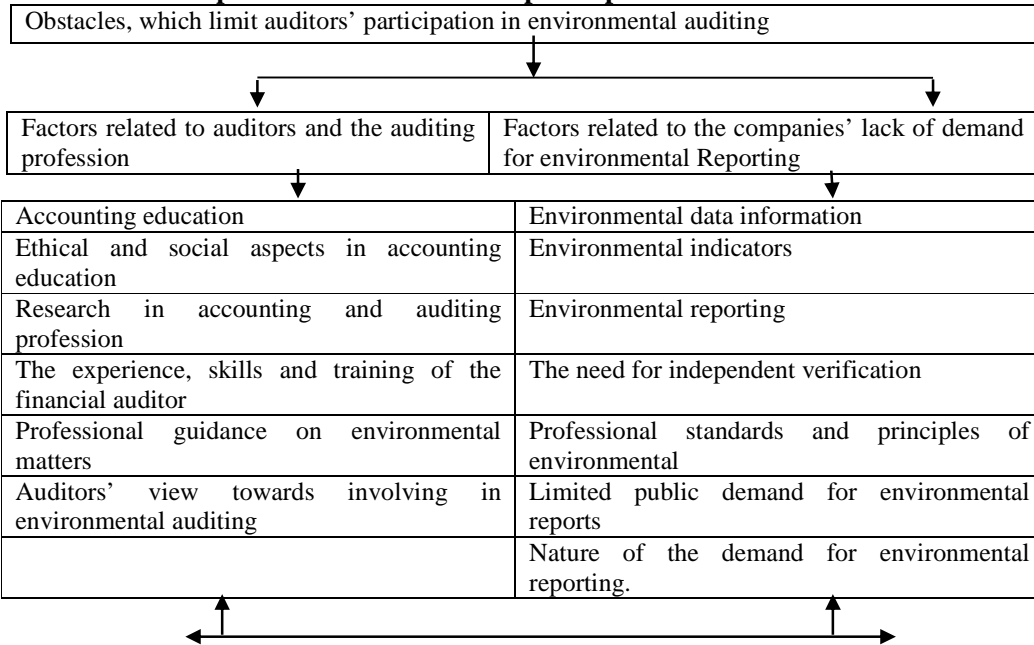 Obstacles, which limit auditors' participation in environmental auditing
Factors related to auditors and the auditing
profession
Factors related to the companies' lack of demand
for environmental Reporting
Accounting education
Environmental data information
Ethical and social aspects in accounting
education
Environmental indicators
Research in accounting and auditing
profession
Environmental reporting
The experience, skills and training of the
financial auditor
The need for independent verification
Professional guidance on environmental
matters
Professional standards and principles of
environmental
Auditors' view towards involving in
environmental auditing
Limited public demand for environmental
reports
Nature of the demand for environmental
reporting.